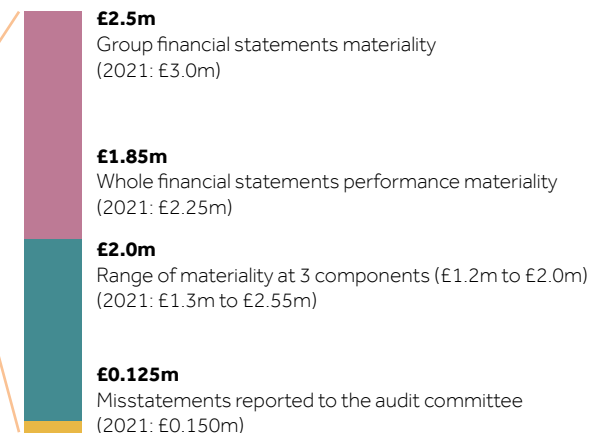 £2.5m
Group financial statements materiality
(2021: £3.0m)
£1.85m
Whole financial statements performance materiality
(2021: £2.25m)
£2.0m
Range of materiality at 3 components (£1.2m to £2.0m)
(2021: £1.3m to £2.55m)
£0.125m
Misstatements reported to the audit committee
(2021: £0.150m)